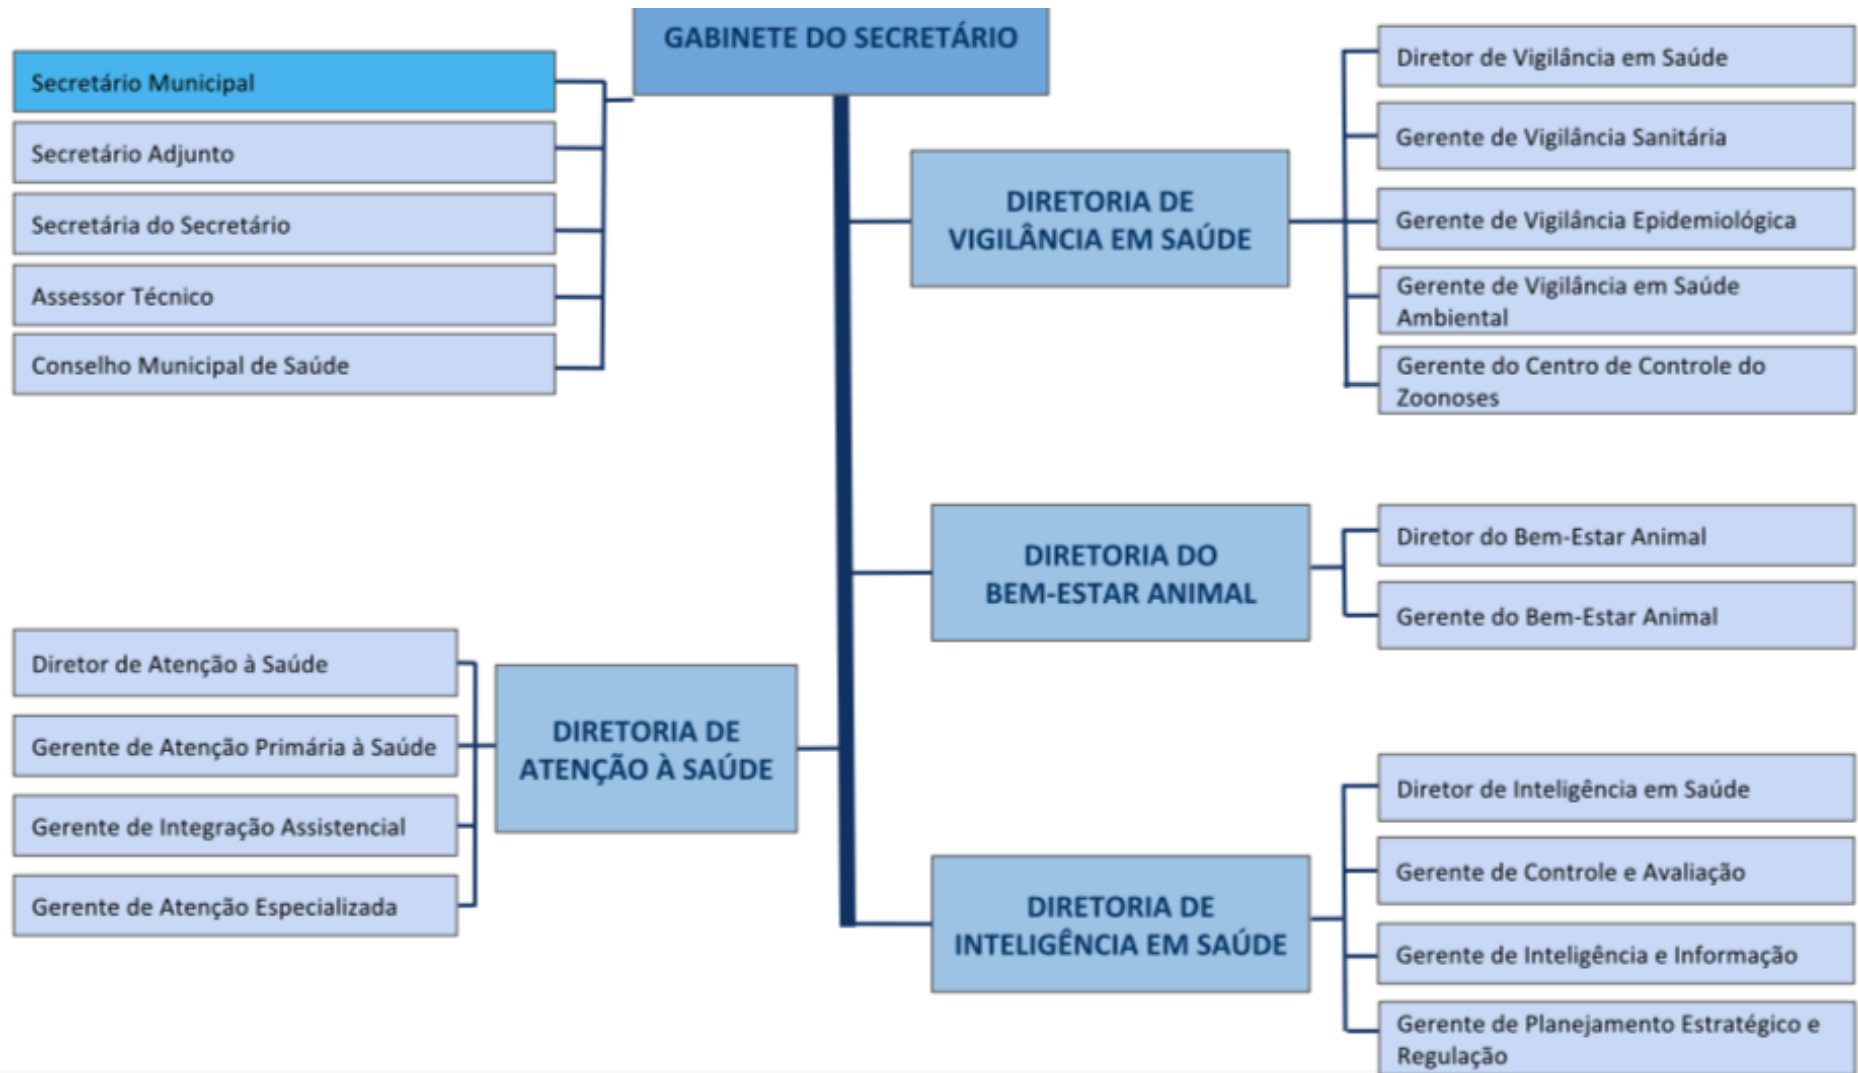 GABINETE DO SECRETÁRIO
Secretário Municipal
Secretário Adjunto
Secretária do Secretário
Assessor Técnico
Conselho Municipal de Saúde
DIRETORIA DE
VIGILÂNCIA EM SAÚDE
Diretor de Vigilância em Saúde
Gerente de Vigilância Sanitária
Gerente de Vigilância Epidemiológica
Gerente de Vigilância em Saúde
Ambiental
Gerente do Centro de Controle do
Zoonoses
DIRETORIA DO
BEM-ESTAR ANIMAL
Diretor do Bem-Estar Animal
Gerente do Bem-Estar Animal
Diretor de Atenção à Saúde
Gerente de Atenção Primária à Saúde
Gerente de Integração Assistencial
Gerente de Atenção Especializada
DIRETORIA DE
ATENÇÃO À SAÚDE
DIRETORIA DE
INTELIGÊNCIA EM SAÚDE
Diretor de Inteligência em Saúde
Gerente de Controle e Avaliação
Gerente de Inteligência e Informação
Gerente de Planejamento Estratégico e
Regulação